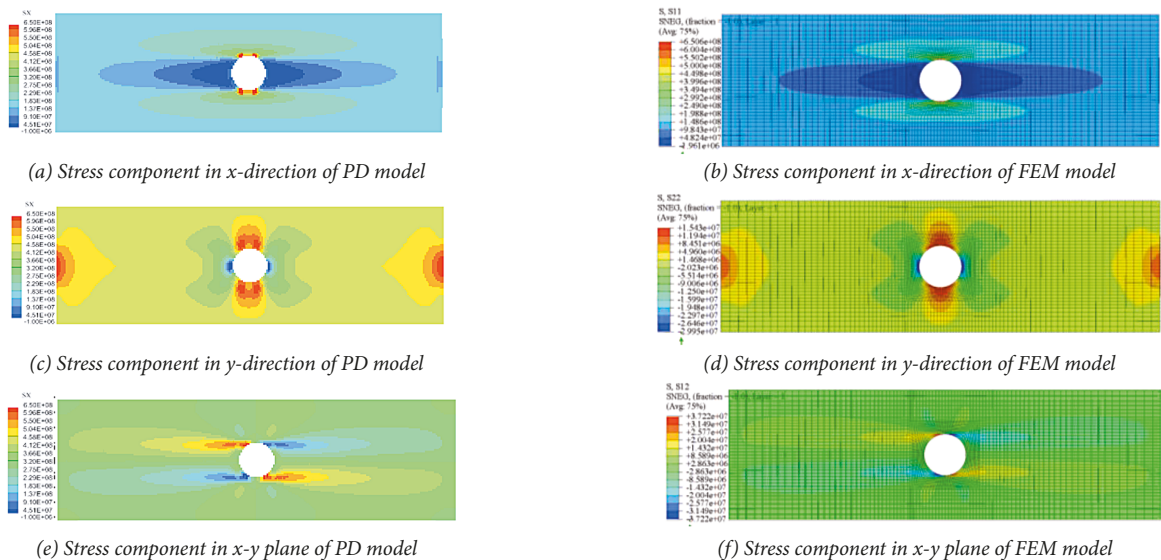 SX
6.50E+08
5.96E+08
5.50E+08
5.04E+08
4.58E+08
4.12E+08
3.66E+08
3.20E+08
2.75E+08
2.29E+08
1.83E+08
1.37E+08
9.10E+07
4.51E+07
-1.00E+06
(a) Stress component in x-direction of PD model
S, S11
SNEG, (fraction = -1.0), Layer = 1
(Avg: 75%)
+6.506e+08
+6.004e+08
+5.502e+08
+5.000e+08
+4.498e+08
+3.996e+08
+3.494e+08
+2.992e+08
+2.490e+08
+1.988e+08
+1.486e+08
+9.843e+07
+4.824e+07
-1.961e+06
(b) Stress component in x-direction of FEM model
SX
6.50E+08
5.96E+08
5.50E+08
5.04E+08
4.58E+08
4.12E+08
3.66E+08
3.20E+08
2.75E+08
2.29E+08
1.83E+08
1.37E+08
9.10E+07
4.51E+07
-1.00E+06
(c) Stress component in y-direction of PD model
S, S22
SNEG, (fraction = -1.0), Layer = 1
(Avg: 75%)
+1.543e+07
+1.194e+07
+8.451e+06
+4.960e+06
+1.468e+06
-2.023e+06
-5.514e+06
-9.006e+06
-1.250e+07
-1.599e+07
-1.948e+07
-2.297e+07
-2.646e+07
-2.995e+07
(d) Stress component in y-direction of FEM model
SX
6.50E+08
5.96E+08
5.50E+08
5.04E+08
4.58E+08
4.12E+08
3.66E+08
3.20E+08
2.75E+08
2.29E+08
1.83E+08
1.37E+08
9.10E+07
4.51E+07
-1.00E+06
(e) Stress component in x-y plane of PD model
S, S12
SNEG, (fraction = -1.0), Layer = 1
(Avg: 75%)
+3.722e+07
+3.149e+07
+2.577e+07
+2.004e+07
+1.432e+07
+8.589e+06
+2.863e+06
-2.863e+06
-8.589e+06
-1.432e+07
-2.004e+07
-2.577e+07
-3.149e+07
-3.722e+07
(f) Stress component in x-y plane of FEM model